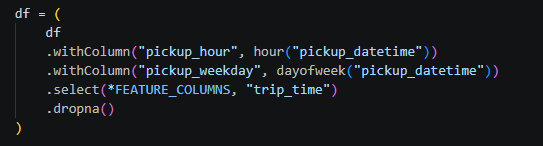 df = (
    df
    .withColumn("pickup_hour", hour("pickup_datetime"))
    .withColumn("pickup_weekday", dayofweek("pickup_datetime"))
    .select(*FEATURE_COLUMNS, "trip_time")
    .dropna()
)